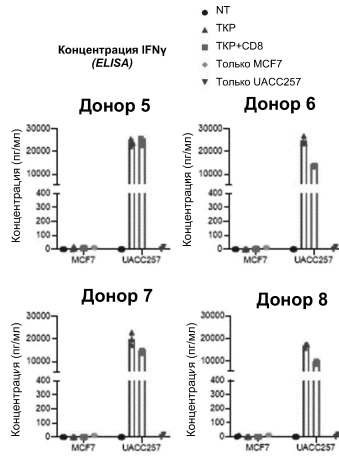 NT
ТКР
ТКР+CD8
Только MCF7
Только UACC257
Концентрация IFNγ
(ELISA)
Донор 5
Концентрация (пг/мл)
30000
20000
10000
400
300
200
100
0
MCF7
UACC257
Донор 6
Концентрация (пг/мл)
30000
20000
10000
400
300
200
100
0
MCF7
UACC257
Донор 7
Концентрация (пг/мл)
30000
20000
10000
400
300
200
100
0
MCF7
UACC257
Донор 8
Концентрация (пг/мл)
30000
20000
10000
400
300
200
100
0
MCF7
UACC257